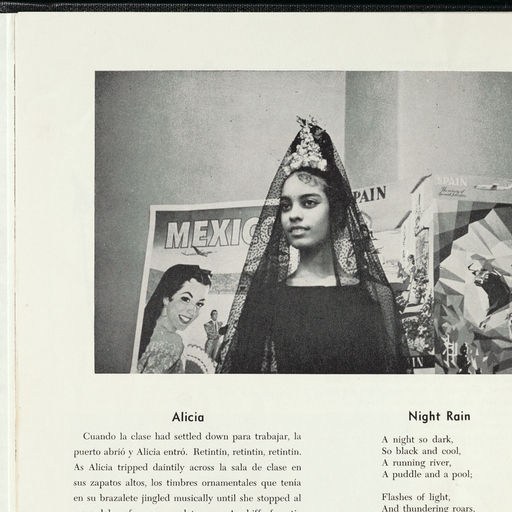 MEXIC
SPAIN
SPAIN
Alicia
Cuando la clase had settled down para trabajar, la
puerto abrió y Alicia entró. Retintín, retintín, retintín.
As Alicia tripped daintily across la sala de clase en
sus zapatos altos, los timbres ornamentales que tenía
en su brazalete jingled musically until she stopped al
Night Rain
A night so dark,
So black and cool,
A running river,
A puddle and a pool;
Flashes of light,
And thundering roars,